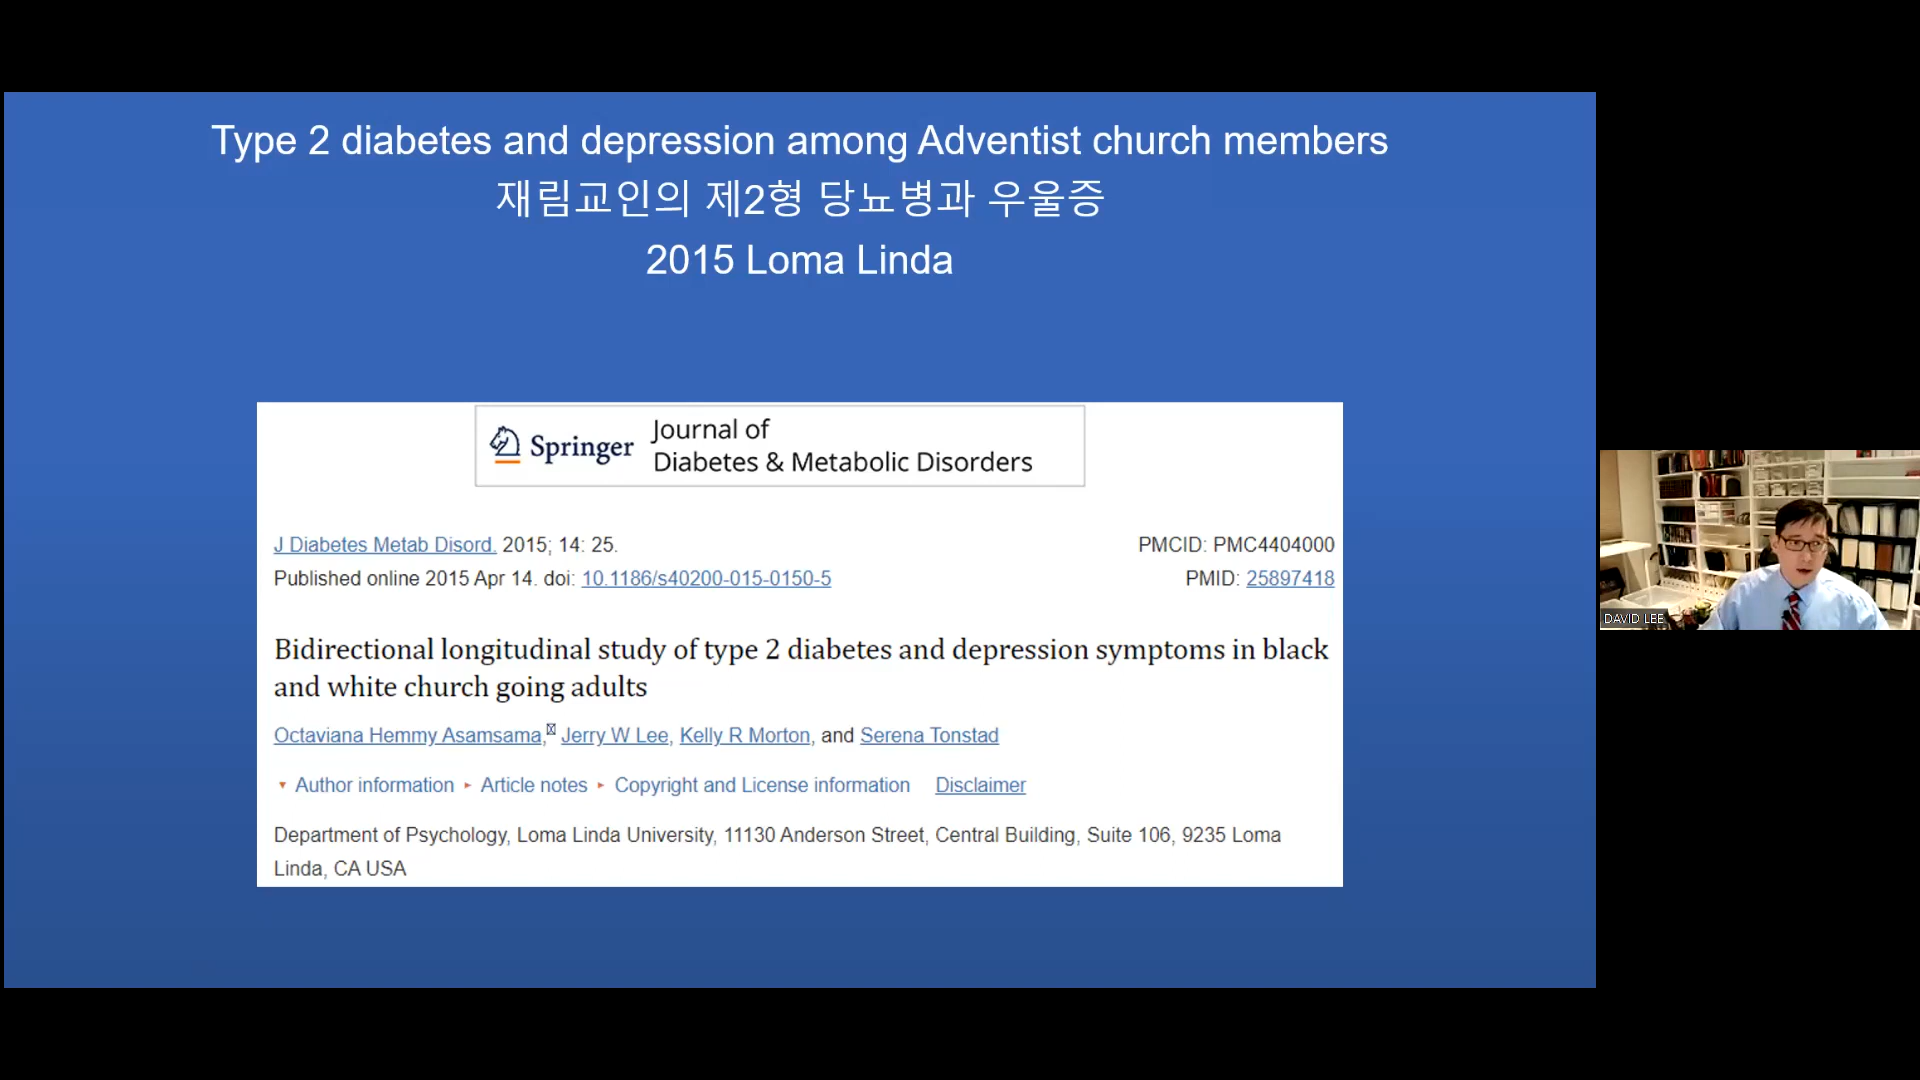 Type 2 diabetes and depression among Adventist church members
재림교인의 제2형 당뇨병과 우울증
2015 Loma Linda
Springer
Journal of
Diabetes & Metabolic Disorders
J Diabetes Metab Disord. 2015; 14: 25.
PMCID: PMC4404000
Published online 2015 Apr 14. doi: 10.1186/s40200-015-0150-5
PMID: 25897418
Bidirectional longitudinal study of type 2 diabetes and depression symptoms in black
and white church going adults
Octaviana Hemmy Asamsama, Jerry W Lee, Kelly R Morton, and Serena Tonstad
Author information Article notes Copyright and License information Disclaimer
Department of Psychology, Loma Linda University, 11130 Anderson Street, Central Building, Suite 106, 9235 Loma
Linda, CA USA
DAVID LEE